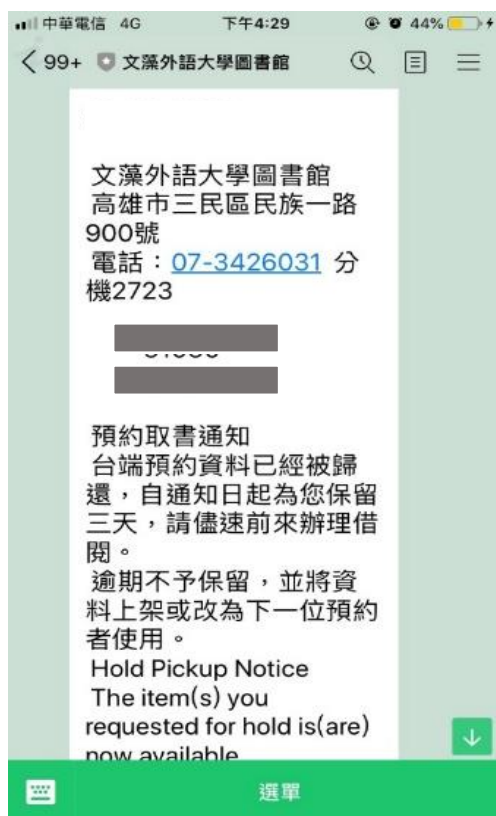 中華電信 4G 下午4:29 44%
99+ 文藻外語大學圖書館
文藻外語大學圖書館
高雄市三民區民族一路
900號
電話：07-3426031 分
機2723
預約取書通知
台端預約資料已經被歸
還，自通知日起為您保留
三天，請儘速前來辦理借
閱。
逾期不予保留，並將資
料上架或改為下一位預約
者使用。
Hold Pickup Notice
The item(s) you
requested for hold is(are)
now available
選單